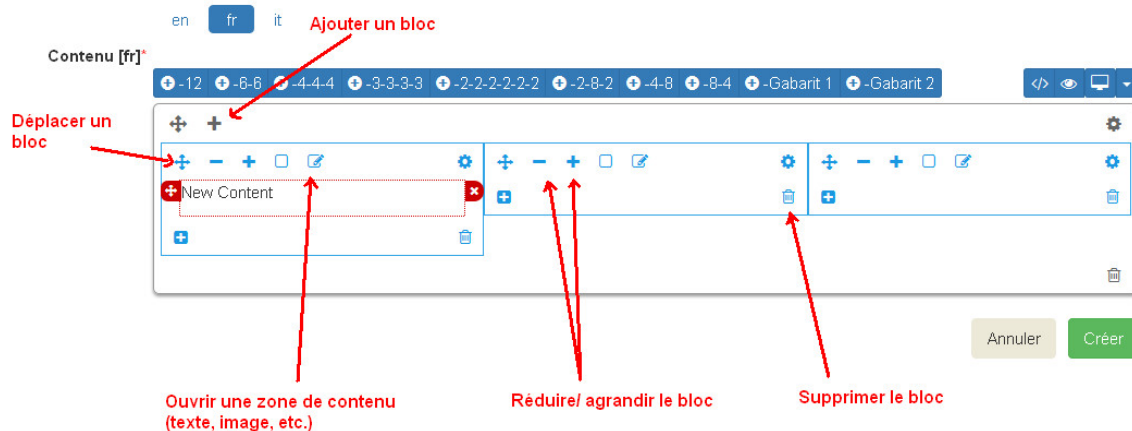 en fr it
Ajouter un bloc
Contenu [fr]*
-12 -6-6 -4-4-4 -3-3-3-3 -2-2-2-2-2-2 -2-8-2 -4-8 -8-4 -Gabarit 1 -Gabarit 2
Déplacer un
bloc
New Content
Annuler Créer
Ouvrir une zone de contenu
(texte, image, etc.)
Réduire/ agrandir le bloc
Supprimer le bloc